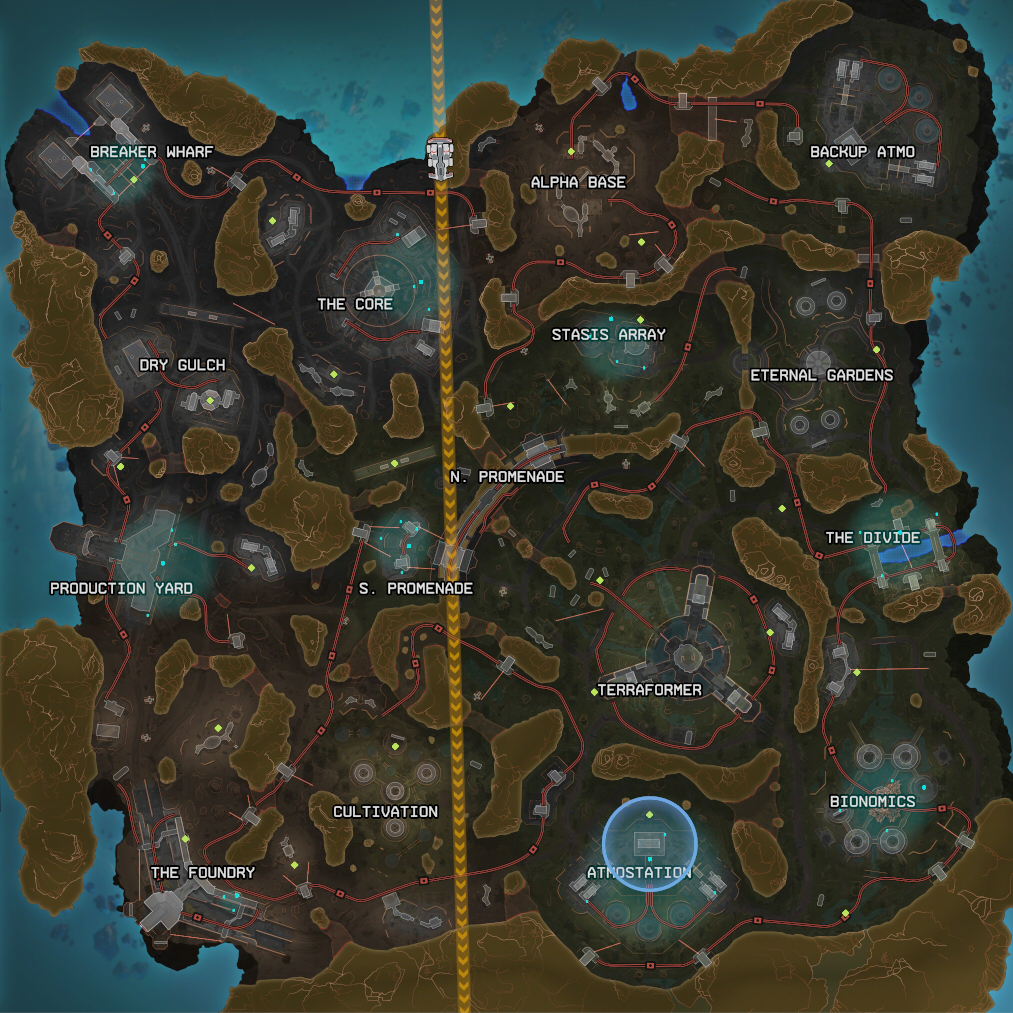 BREAKER WHARF
BACKUP ATMO
ALPHA BASE
THE CORE
STASIS ARRAY
DRY GULCH
ETERNAL GARDENS
N. PROMENADE
THE DIVIDE
PRODUCTION YARD
S. PROMENADE
TERRAFORMER
BIONOMICS
CULTIVATION
THE FOUNDRY
ATMOSTATION